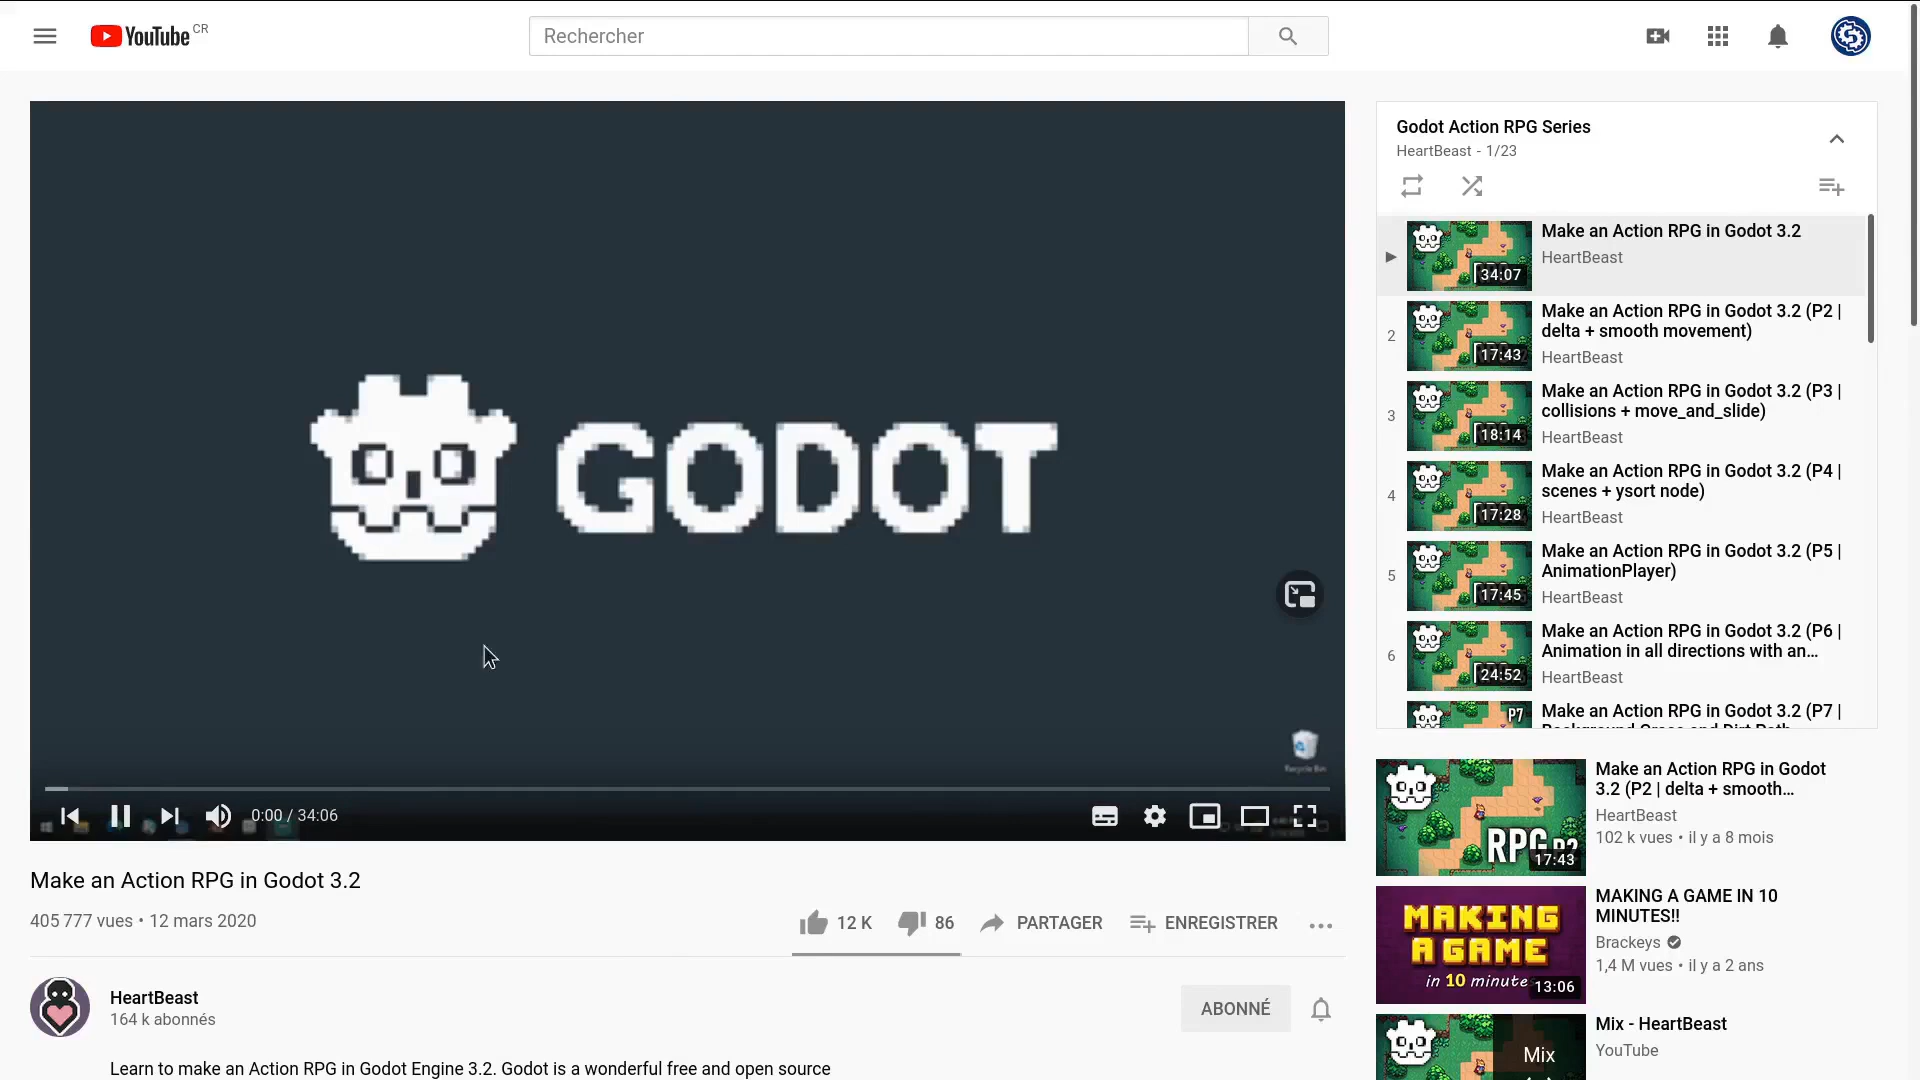 YouTube CR
Rechercher
GODOT
Recycle Bin
0:00 / 34:06
Make an Action RPG in Godot 3.2
405 777 vues • 12 mars 2020
12 K
86
PARTAGER
ENREGISTRER
HeartBeast
164 k abonnés
ABONNÉ
Learn to make an Action RPG in Godot Engine 3.2. Godot is a wonderful free and open source
Godot Action RPG Series
HeartBeast - 1/23
34:07
Make an Action RPG in Godot 3.2
HeartBeast
2
17:43
Make an Action RPG in Godot 3.2 (P2 |
delta + smooth movement)
HeartBeast
3
18:14
Make an Action RPG in Godot 3.2 (P3 |
collisions + move_and_slide)
HeartBeast
4
17:28
Make an Action RPG in Godot 3.2 (P4 |
scenes + ysort node)
HeartBeast
5
17:45
Make an Action RPG in Godot 3.2 (P5 |
AnimationPlayer)
HeartBeast
6
24:52
Make an Action RPG in Godot 3.2 (P6 |
Animation in all directions with an...
HeartBeast
P7
Make an Action RPG in Godot 3.2 (P7 |
RPG P2
17:43
Make an Action RPG in Godot
3.2 (P2 | delta + smooth...
HeartBeast
102 k vues • il y a 8 mois
MAKING
A GAME
in 10 minutes
13:06
MAKING A GAME IN 10
MINUTES!!
Brackeys
1,4 M vues • il y a 2 ans
Mix
Mix - HeartBeast
YouTube